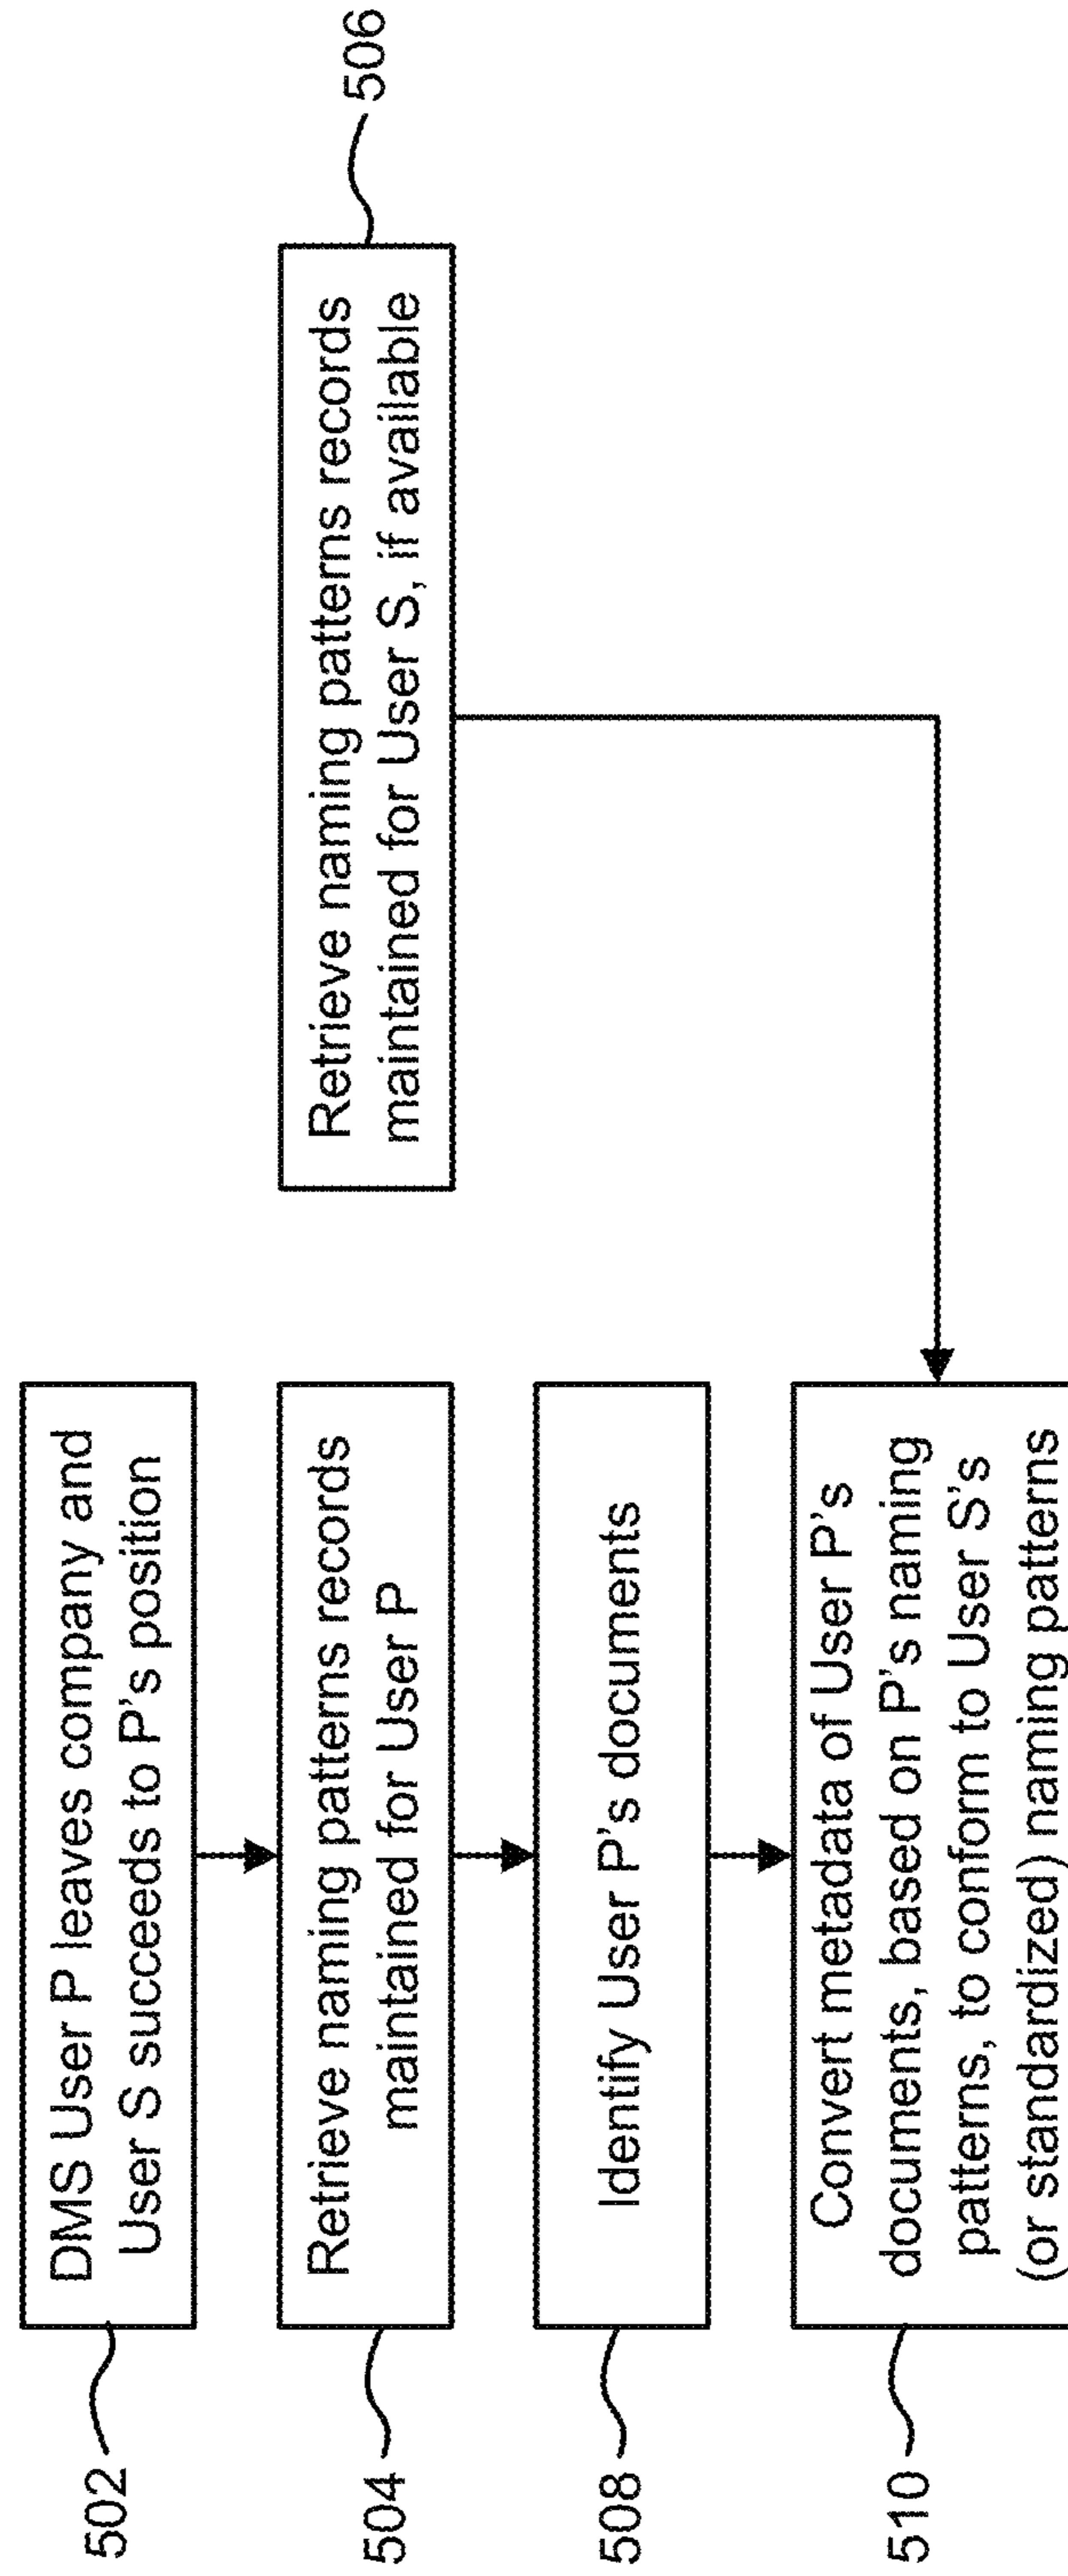 502
DMS User P leaves company and
User S succeeds to P's position
504
Retrieve naming patterns records
maintained for User P
506
Retrieve naming patterns records
maintained for User S, if available
508
Identify User P's documents
510
Convert metadata of User P's
documents, based on P's naming
patterns, to conform to User S's
(or standardized) naming patterns